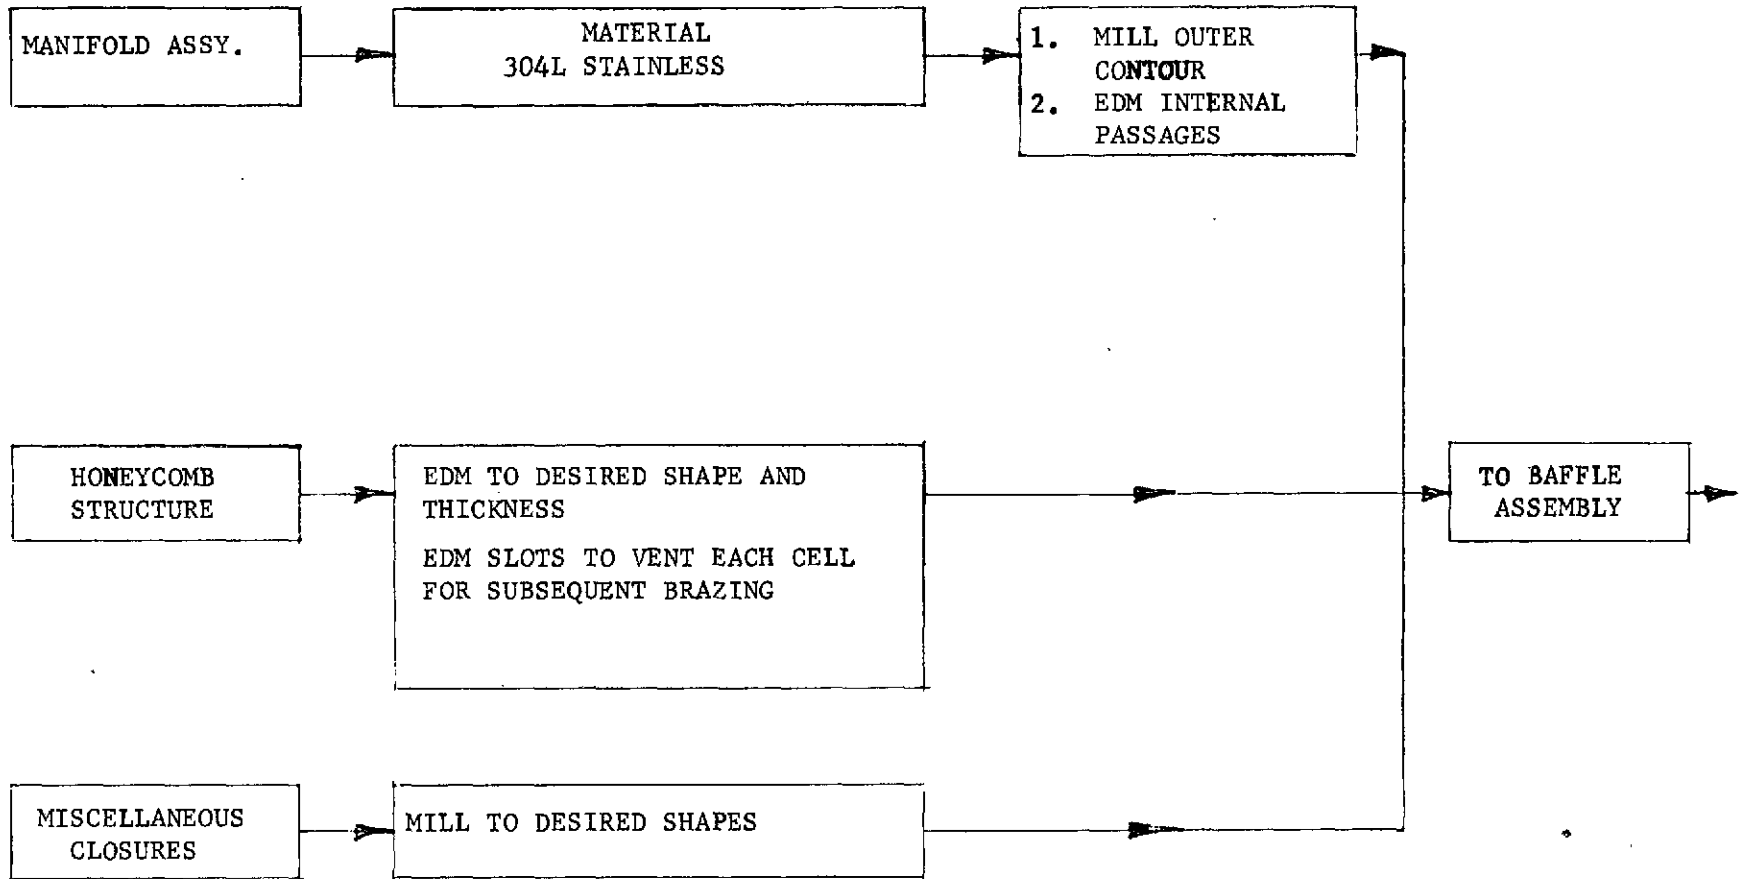 MANIFOLD ASSY.
MATERIAL
304L STAINLESS
1. MILL OUTER
CONTOUR
2. EDM INTERNAL
PASSAGES
HONEYCOMB
STRUCTURE
EDM TO DESIRED SHAPE AND
THICKNESS
EDM SLOTS TO VENT EACH CELL
FOR SUBSEQUENT BRAZING
TO BAFFLE
ASSEMBLY
MISCELLANEOUS
CLOSURES
MILL TO DESIRED SHAPES